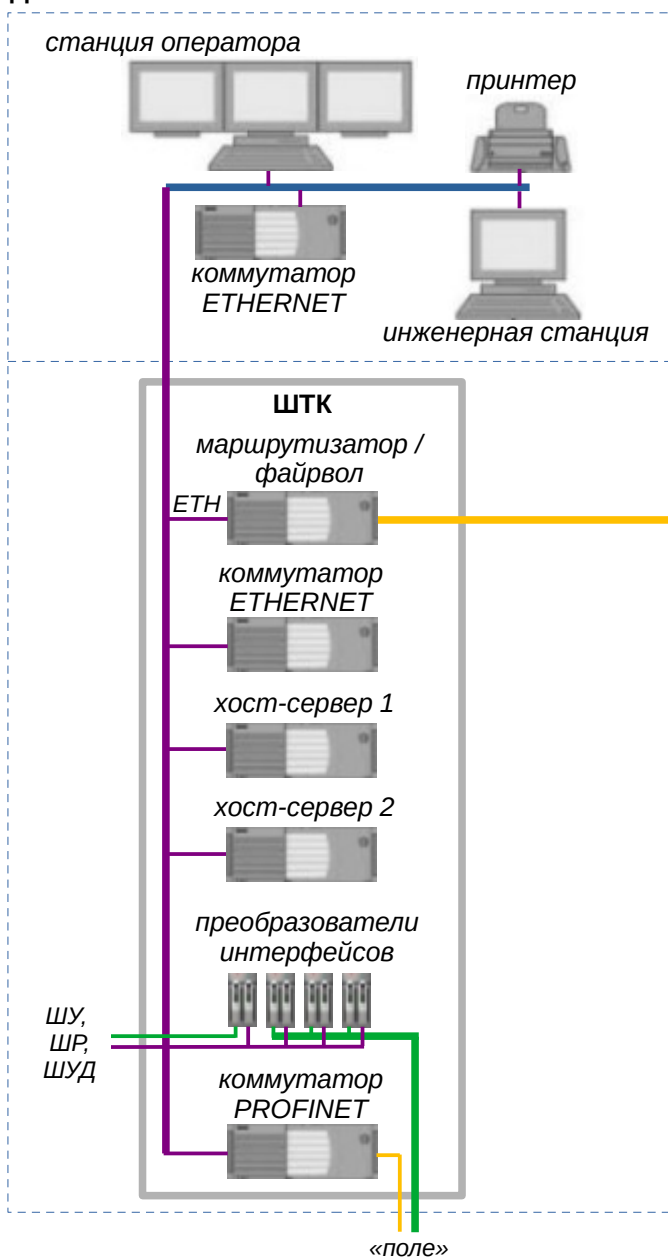 станция оператора
принтер
коммутатор
ETHERNET
инженерная станция
ШТК
маршрутизатор /
файрвол
ETH
коммутатор
ETHERNET
хост-сервер 1
хост-сервер 2
преобразователи
интерфейсов
ШУ,
ШР,
ШУД
коммутатор
PROFINET
«поле»